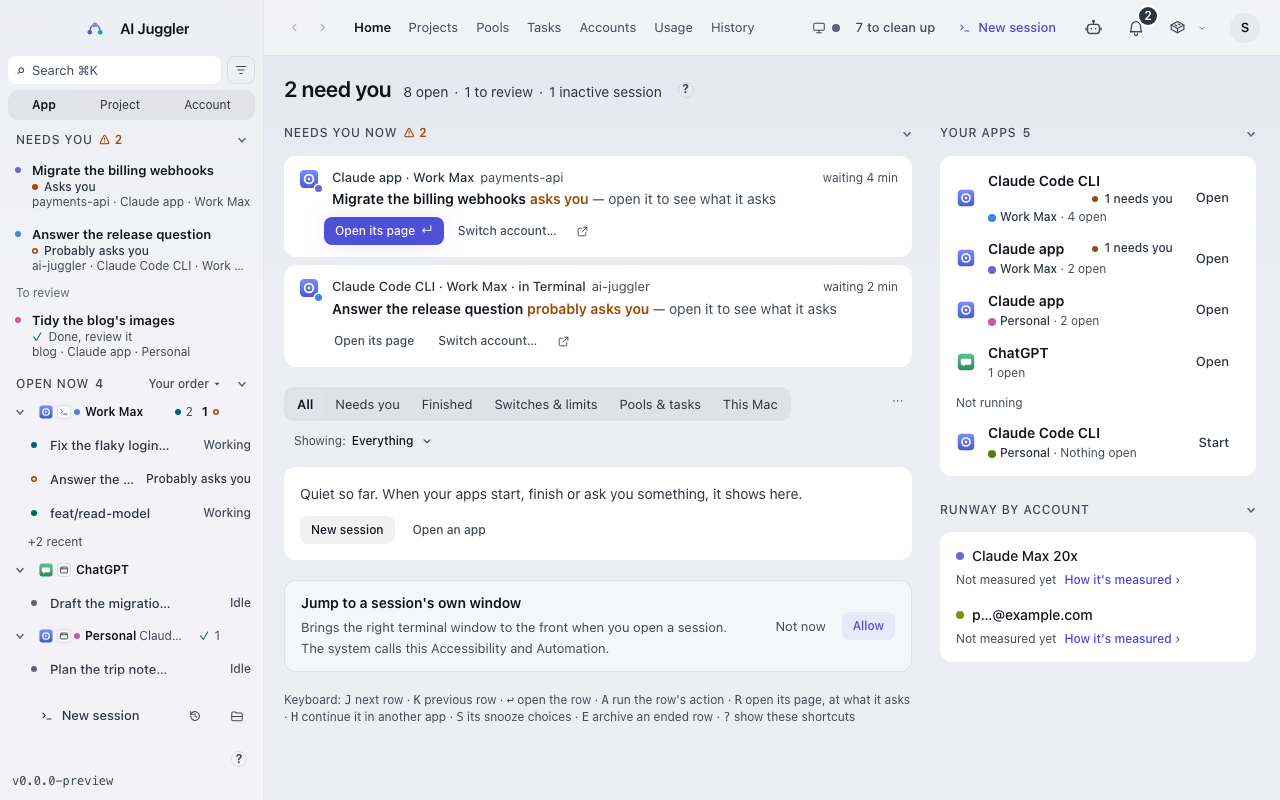 AI Juggler
Search ⌘K
App Project Account
NEEDS YOU 2
Migrate the billing webhooks
Asks you
payments-api · Claude app · Work Max
Answer the release question
Probably asks you
ai-juggler · Claude Code CLI · Work ...
To review
Tidy the blog's images
Done, review it
blog · Claude app · Personal
OPEN NOW 4 Your order
Work Max 2 1
Fix the flaky login... Working
Answer the ... Probably asks you
feat/read-model Working
+2 recent
ChatGPT
Draft the migratio... Idle
Personal Claud... 1
Plan the trip note... Idle
New session
?
v0.0.0-preview
Home Projects Pools Tasks Accounts Usage History
7 to clean up New session 2 S
2 need you 8 open · 1 to review · 1 inactive session ?
NEEDS YOU NOW 2
Claude app · Work Max payments-api waiting 4 min
Migrate the billing webhooks asks you — open it to see what it asks
Open its page ↵ Switch account...
Claude Code CLI · Work Max · in Terminal ai-juggler waiting 2 min
Answer the release question probably asks you — open it to see what it asks
Open its page Switch account...
All Needs you Finished Switches & limits Pools & tasks This Mac ...
Showing: Everything
Quiet so far. When your apps start, finish or ask you something, it shows here.
New session Open an app
Jump to a session's own window
Brings the right terminal window to the front when you open a session.
The system calls this Accessibility and Automation.
Not now Allow
Keyboard: J next row · K previous row · ↩ open the row · A run the row's action · R open its page, at what it asks
· H continue it in another app · S its snooze choices · E archive an ended row · ? show these shortcuts
YOUR APPS 5
Claude Code CLI
1 needs you
Work Max · 4 open
Open
Claude app 1 needs you
Work Max · 2 open
Open
Claude app
Personal · 2 open
Open
ChatGPT
1 open
Open
Not running
Claude Code CLI
Personal · Nothing open
Start
RUNWAY BY ACCOUNT
Claude Max 20x
Not measured yet How it's measured ›
p...@example.com
Not measured yet How it's measured ›